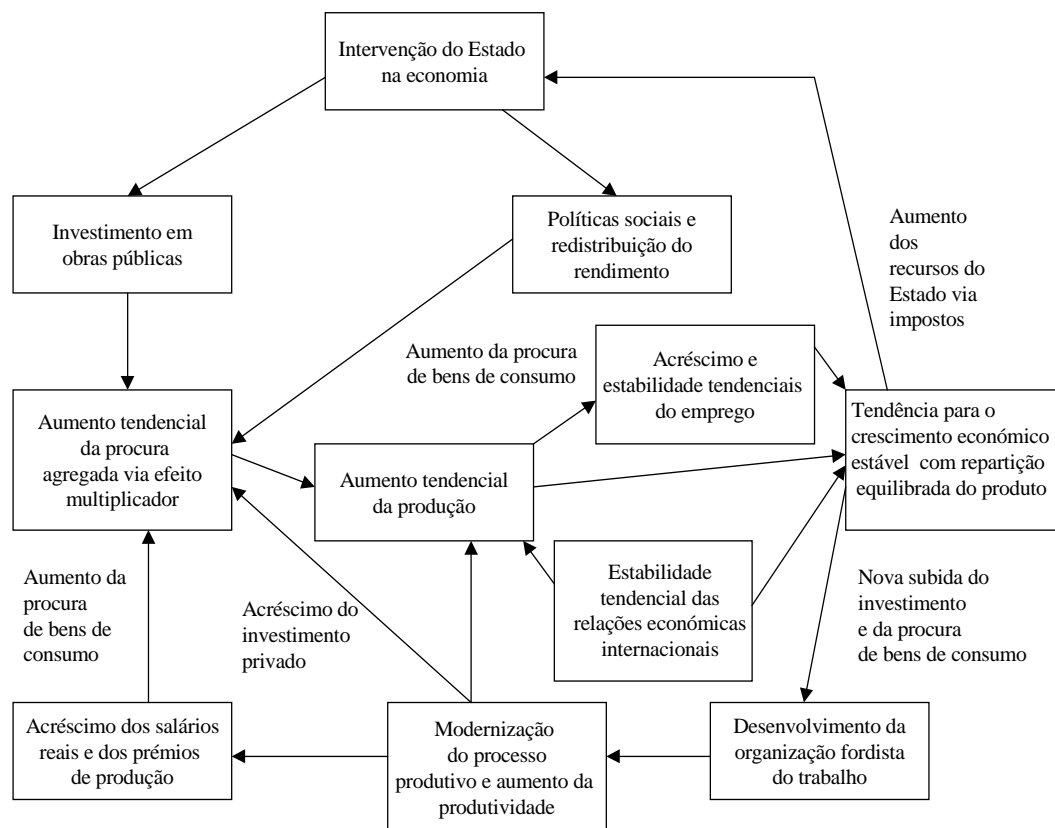 Intervenção do Estado
na economia
Investimento em
obras públicas
Políticas sociais e
redistribuição do
rendimento
Aumento
dos
recursos do
Estado via
impostos
Aumento da procura
de bens de consumo
Acréscimo e
estabilidade tendenciais
do emprego
Aumento tendencial
da procura
agregada via efeito
multiplicador
Aumento tendencial
da produção
Tendência para o
crescimento económico
estável com repartição
equilibrada do produto
Aumento da
procura
de bens de
consumo
Acréscimo do
investimento
privado
Estabilidade
tendencial das
relações económicas
internacionais
Nova subida do
investimento
e da procura
de bens de consumo
Acréscimo dos salários
reais e dos prémios
de produção
Modernização
do processo
produtivo e aumento da
produtividade
Desenvolvimento da
organização fordista
do trabalho